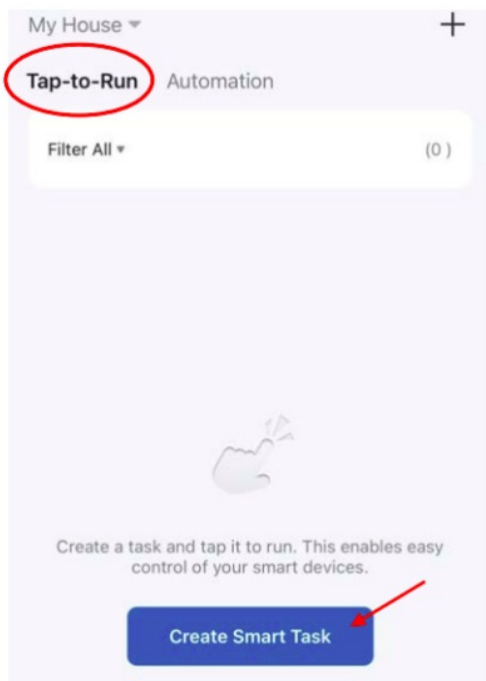 My House
Tap-to-Run Automation
Filter All (0 )
Create a task and tap it to run. This enables easy
control of your smart devices.
Create Smart Task